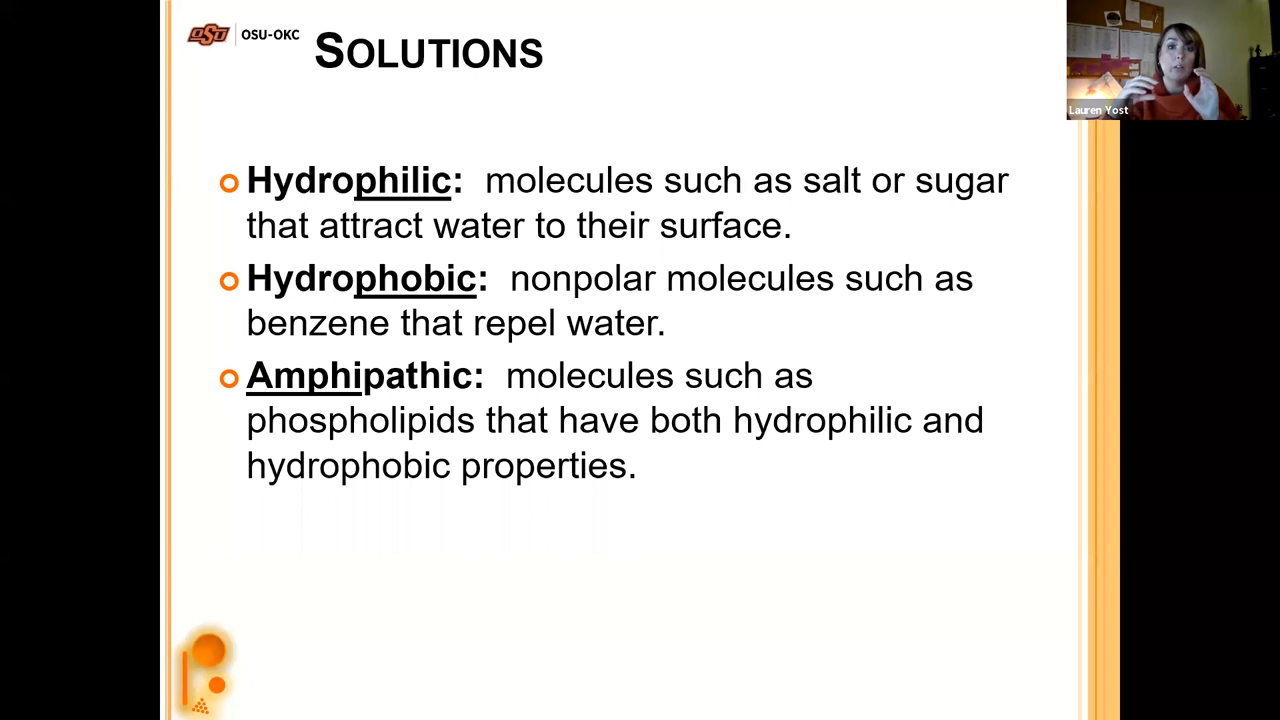 OSU OSU-OKC
SOLUTIONS
Lauren Yost
Hydrophilic: molecules such as salt or sugar
that attract water to their surface.
Hydrophobic: nonpolar molecules such as
benzene that repel water.
Amphipathic: molecules such as
phospholipids that have both hydrophilic and
hydrophobic properties.